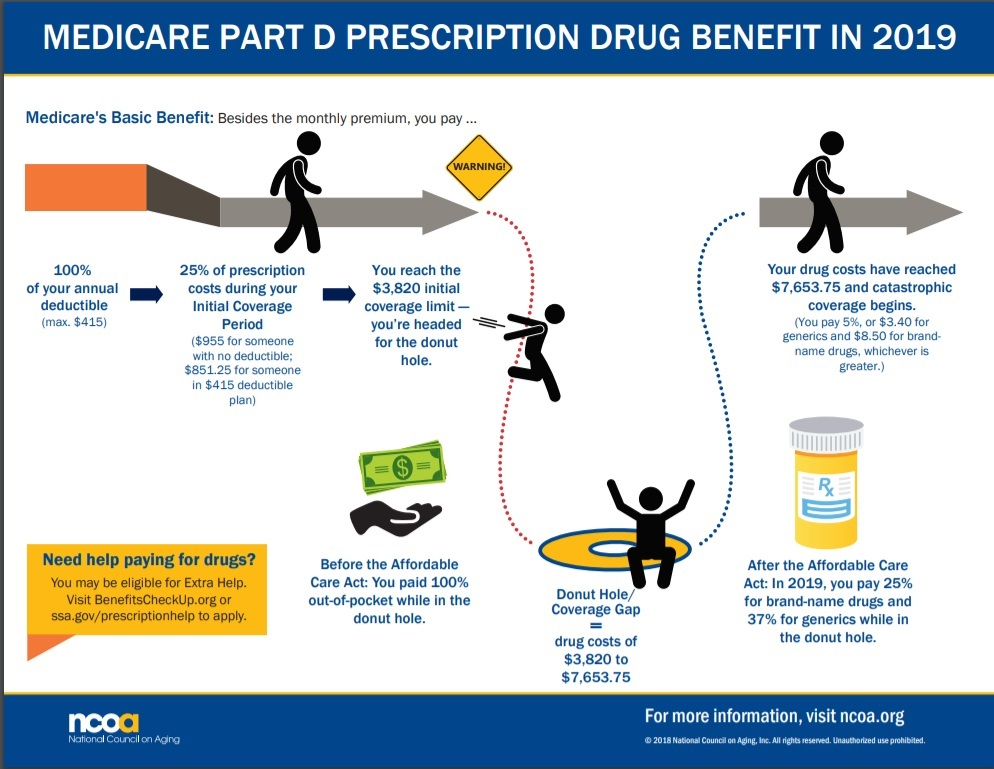 MEDICARE PART D PRESCRIPTION DRUG BENEFIT IN 2019
Medicare's Basic Benefit: Besides the monthly premium, you pay ...
WARNING!
100%
of your annual
deductible
(max. $415)
25% of prescription
costs during your
Initial Coverage
Period
($955 for someone
with no deductible;
$851.25 for someone
in $415 deductible
plan)
You reach the
$3,820 initial
coverage limit —
you're headed
for the donut
hole.
Your drug costs have reached
$7,653.75 and catastrophic
coverage begins.
(You pay 5%, or $3.40 for
generics and $8.50 for brand-
name drugs, whichever is
greater.)
$
Rx
Need help paying for drugs?
You may be eligible for Extra Help.
Visit BenefitsCheckUp.org or
ssa.gov/prescriptionhelp to apply.
Before the Affordable
Care Act: You paid 100%
out-of-pocket while in the
donut hole.
Donut Hole/
Coverage Gap
=
drug costs of
$3,820 to
$7,653.75
After the Affordable Care
Act: In 2019, you pay 25%
for brand-name drugs and
37% for generics while in
the donut hole.
ncoa
National Council on Aging
For more information, visit ncoa.org
© 2018 National Council on Aging, Inc. All rights reserved. Unauthorized use prohibited.